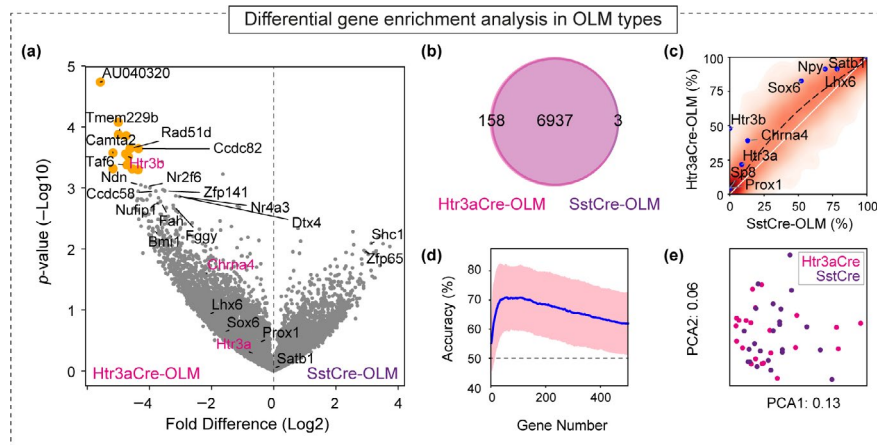 Differential gene enrichment analysis in OLM types
(a)
5
4
3
2
1
0
p-value (–Log10)
−4
−2
0
2
4
Fold Difference (Log2)
AU040320
Tmem229b
Camta2
Rad51d
Ccdc82
Taf6
Htr3b
Ndn
Nr2f6
Ccdc58
Zfp141
Nufip1
Fah
Nr4a3
Dtx4
Bmi1
Fggy
Shc1
Zfp65
Chrna4
Lhx6
Sox6
Prox1
Htr3a
Satb1
Htr3aCre-OLM
SstCre-OLM
(b)
158
6937
3
Htr3aCre-OLM
SstCre-OLM
(c)
100
75
50
25
0
Htr3aCre-OLM (%)
Npy
Satb1
Sox6
Lhx6
Htr3b
Chrna4
Htr3a
Sp8
Prox1
0
25
50
75
100
SstCre-OLM (%)
(d)
80
70
60
50
40
Accuracy (%)
0
200
400
Gene Number
(e)
Htr3aCre
SstCre
PCA2: 0.06
PCA1: 0.13